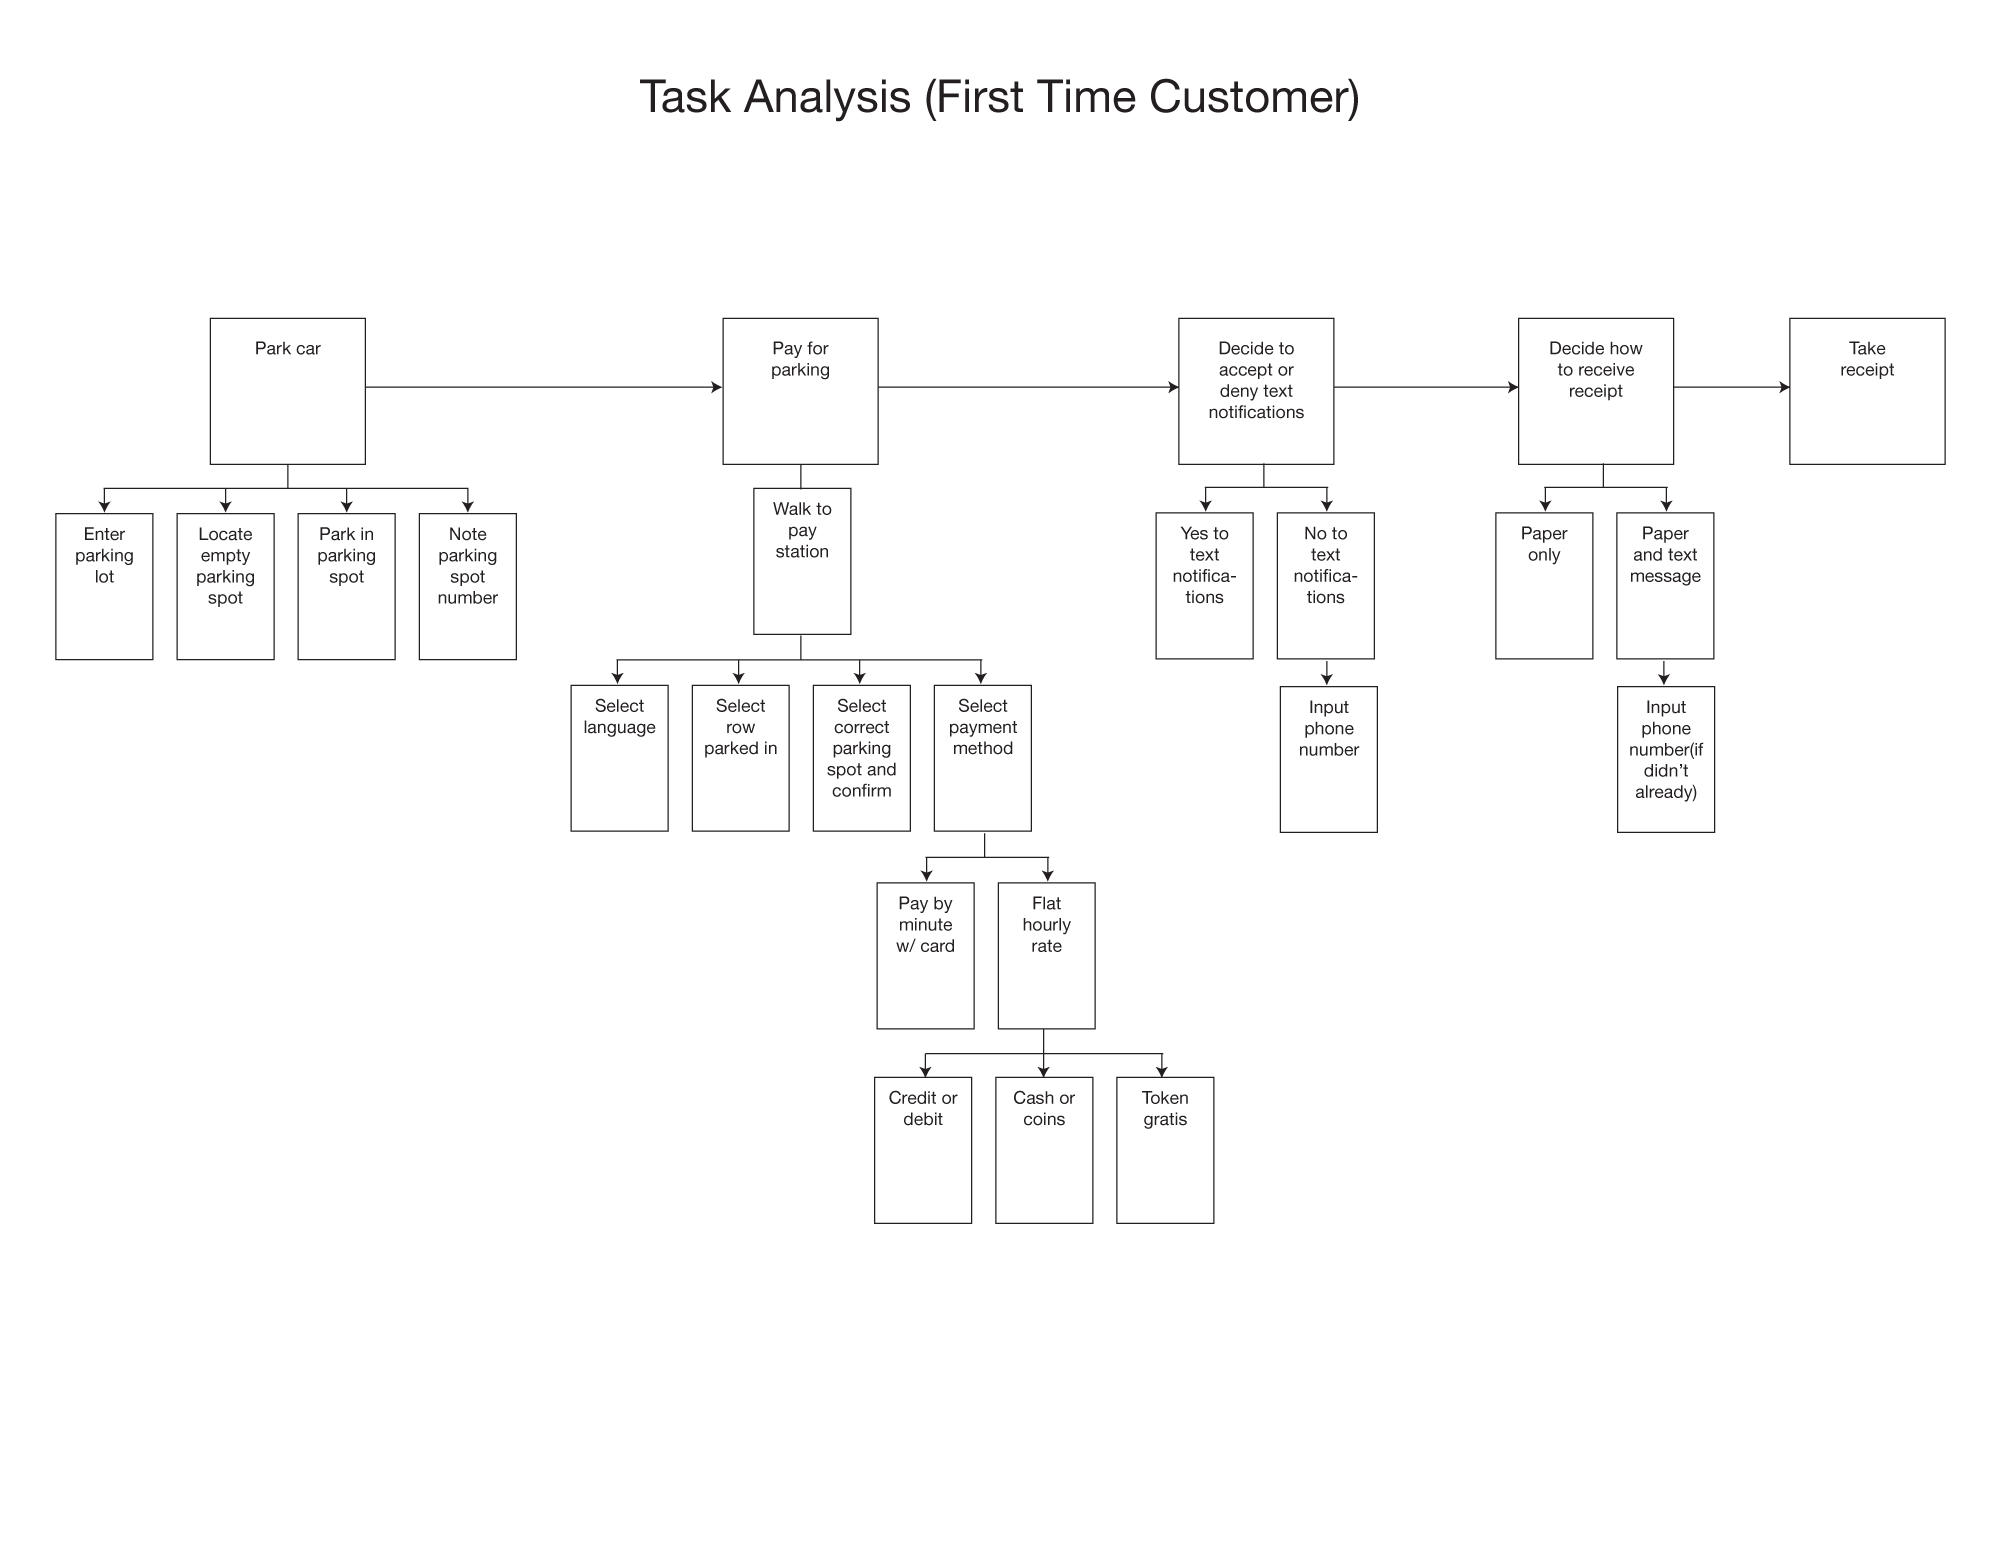 Task Analysis (First Time Customer)
Park car
Pay for
parking
Decide to
accept or
deny text
notifications
Decide how
to receive
receipt
Take
receipt
Enter
parking
lot
Locate
empty
parking
spot
Park in
parking
spot
Note
parking
spot
number
Walk to
pay
station
Yes to
text
notifica-
tions
No to
text
notifica-
tions
Paper
only
Paper
and text
message
Select
language
Select
row
parked in
Select
correct
parking
spot and
confirm
Select
payment
method
Input
phone
number
Input
phone
number(if
didn’t
already)
Pay by
minute
w/ card
Flat
hourly
rate
Credit or
debit
Cash or
coins
Token
gratis